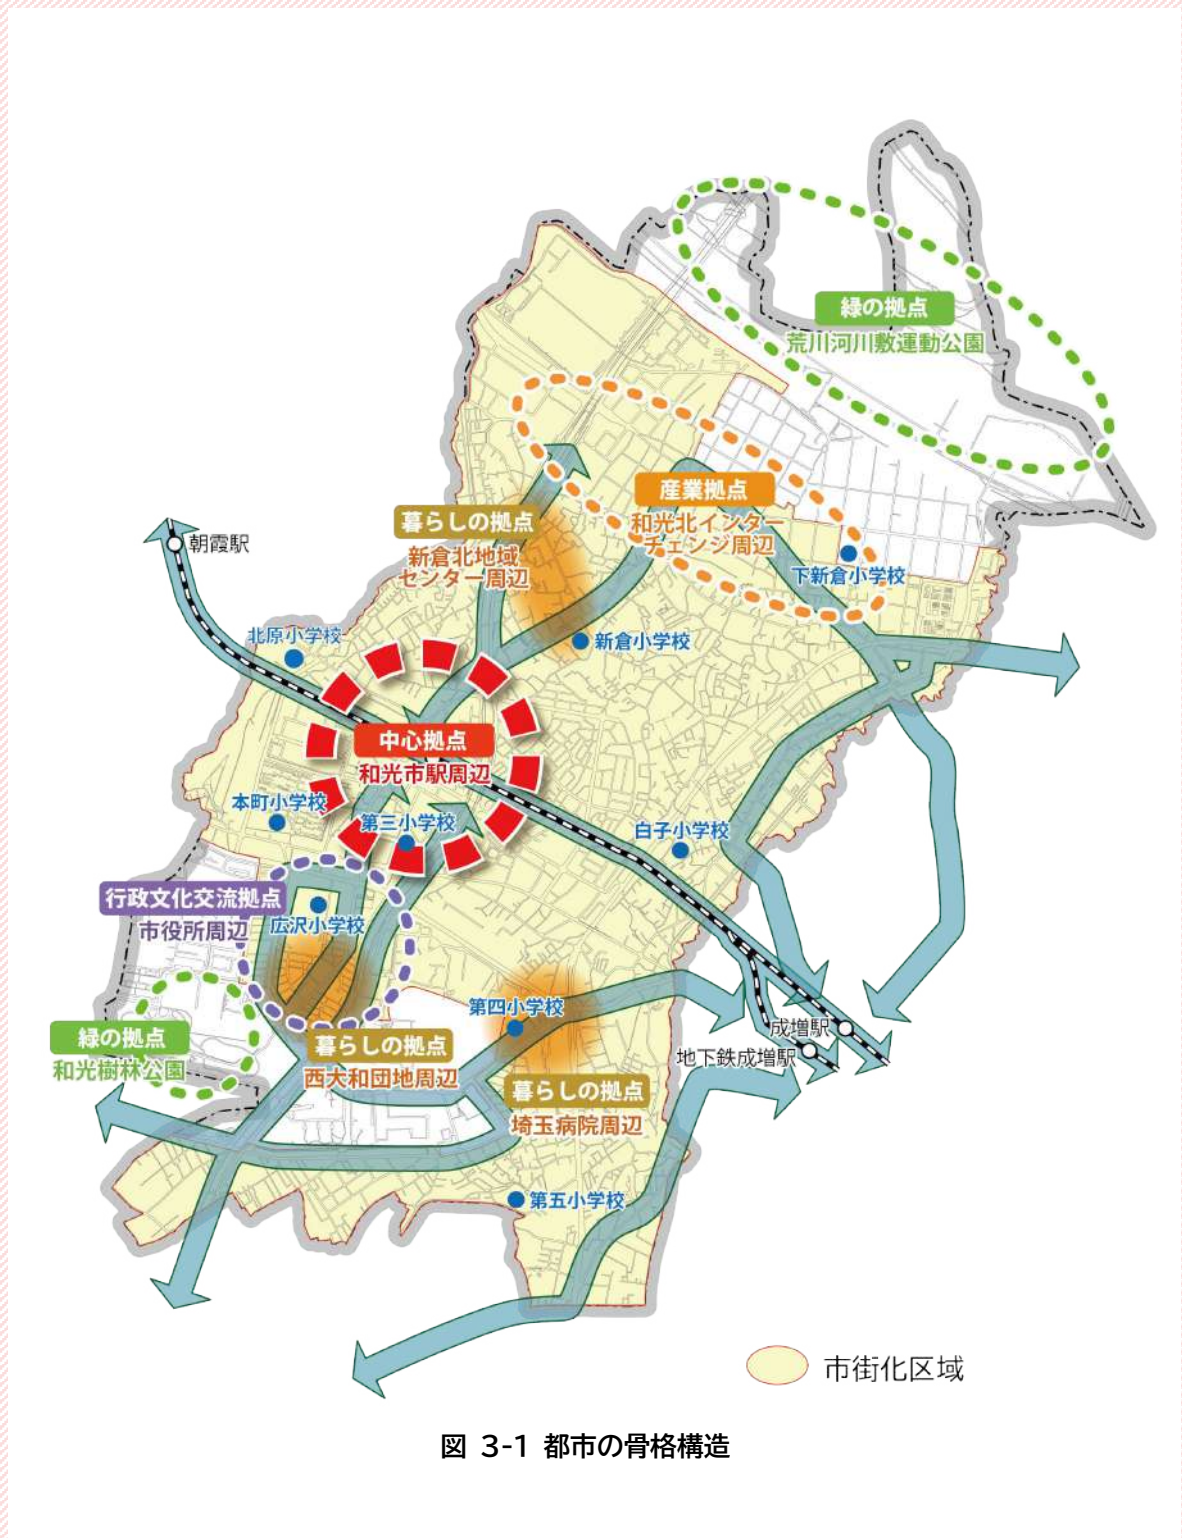 緑の拠点
荒川河川敷運動公園
産業拠点
和光北インター
チェンジ周辺
暮らしの拠点
新倉北地域
センター周辺
朝霞駅
下新倉小学校
北原小学校
新倉小学校
中心拠点
和光市駅周辺
本町小学校
第三小学校
白子小学校
行政文化交流拠点
市役所周辺
広沢小学校
第四小学校
緑の拠点
和光樹林公園
暮らしの拠点
西大和団地周辺
成増駅
地下鉄成増駅
暮らしの拠点
埼玉病院周辺
第五小学校
市街化区域
図 3-1 都市の骨格構造